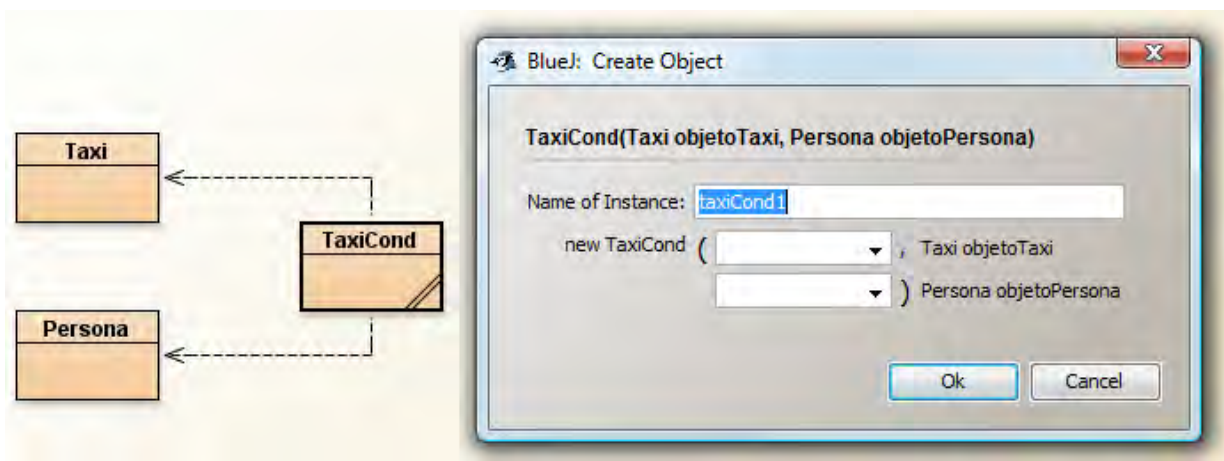 Taxi
TaxiCond
Persona
BlueJ: Create Object
TaxiCond(Taxi objetoTaxi, Persona objetoPersona)
Name of Instance: taxiCond1
new TaxiCond ( , Taxi objetoTaxi
) Persona objetoPersona
Ok Cancel